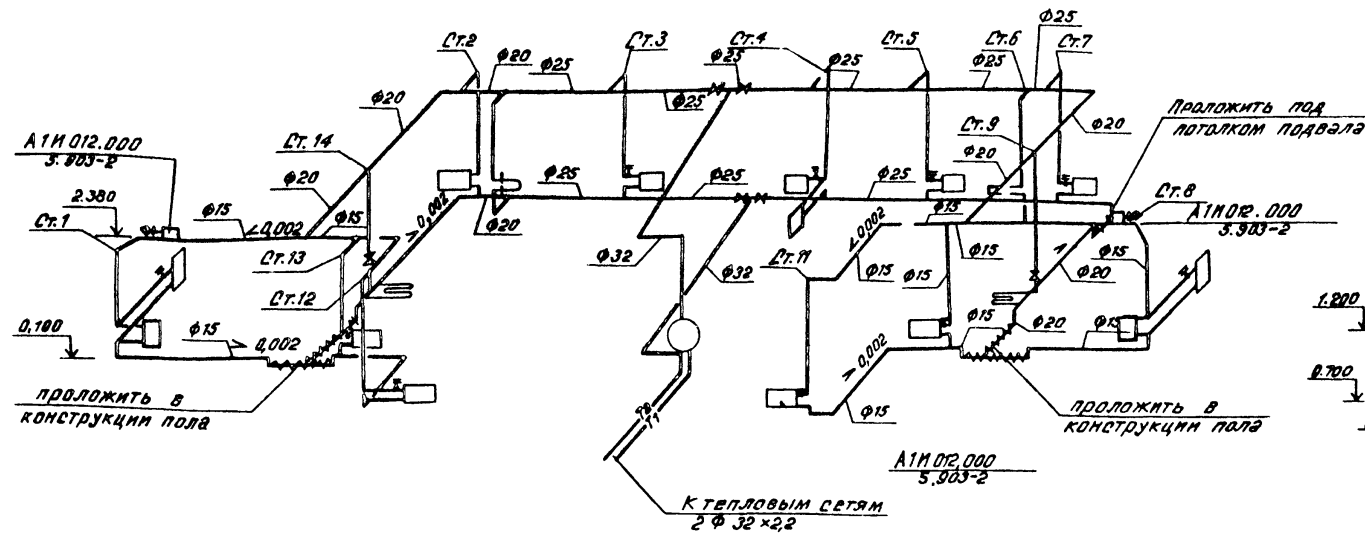 Ст.2
Ф20
Ф25
Ст.3
Ф25
Ст.4
Ф25
Ст.5
Ф25
Ст.6
Ф25
Ст.7
Ф20
Ф25
Проложить под
потолком подвала
А1И 012.000
5.903-2
Ст.14
Ст.9
Ф20
Ф20
Ф20
2.380
Ф15
0,002
Ф15
Ст.1
Ст.13
0,002
Ф25
Ф20
Ф25
Ф25
Ф15
Ст.8
А1И 012.000
5.903-2
Ст.12
Ф32
Ф32
Ст.11
0,002
Ф15
Ф15
Ф15
Ф20
Ф15
0,100
Ф15
0,002
Ф15
Ф20
Ф15
1.200
проложить в
конструкции пола
0,002
Ф15
0.700
проложить в
конструкции пола
Т2
Т1
А1И 012.000
5.903-2
К тепловым сетям
2 Ф 32 ×2,2